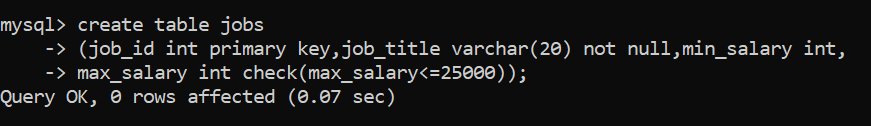 mysql> create table jobs
    -> (job_id int primary key,job_title varchar(20) not null,min_salary int,
    -> max_salary int check(max_salary<=25000));
Query OK, 0 rows affected (0.07 sec)